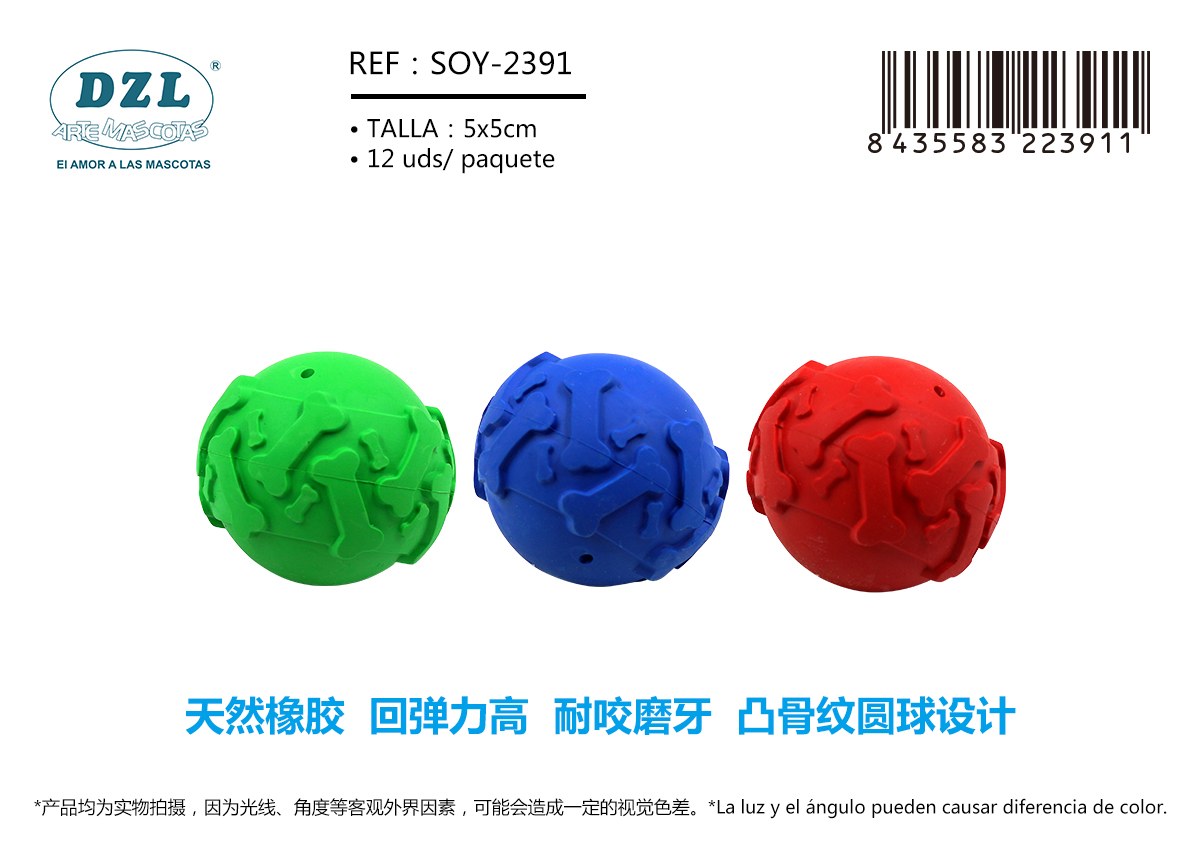 DZL®
ARTE MASCOTAS
El AMOR A LAS MASCOTAS
REF：SOY-2391
• TALLA：5x5cm
• 12 uds/ paquete
8 435583 223911
天然橡胶 回弹力高 耐咬磨牙 凸骨纹圆球设计
*产品均为实物拍摄，因为光线、角度等客观外界因素，可能会造成一定的视觉色差。*La luz y el ángulo pueden causar diferencia de color.